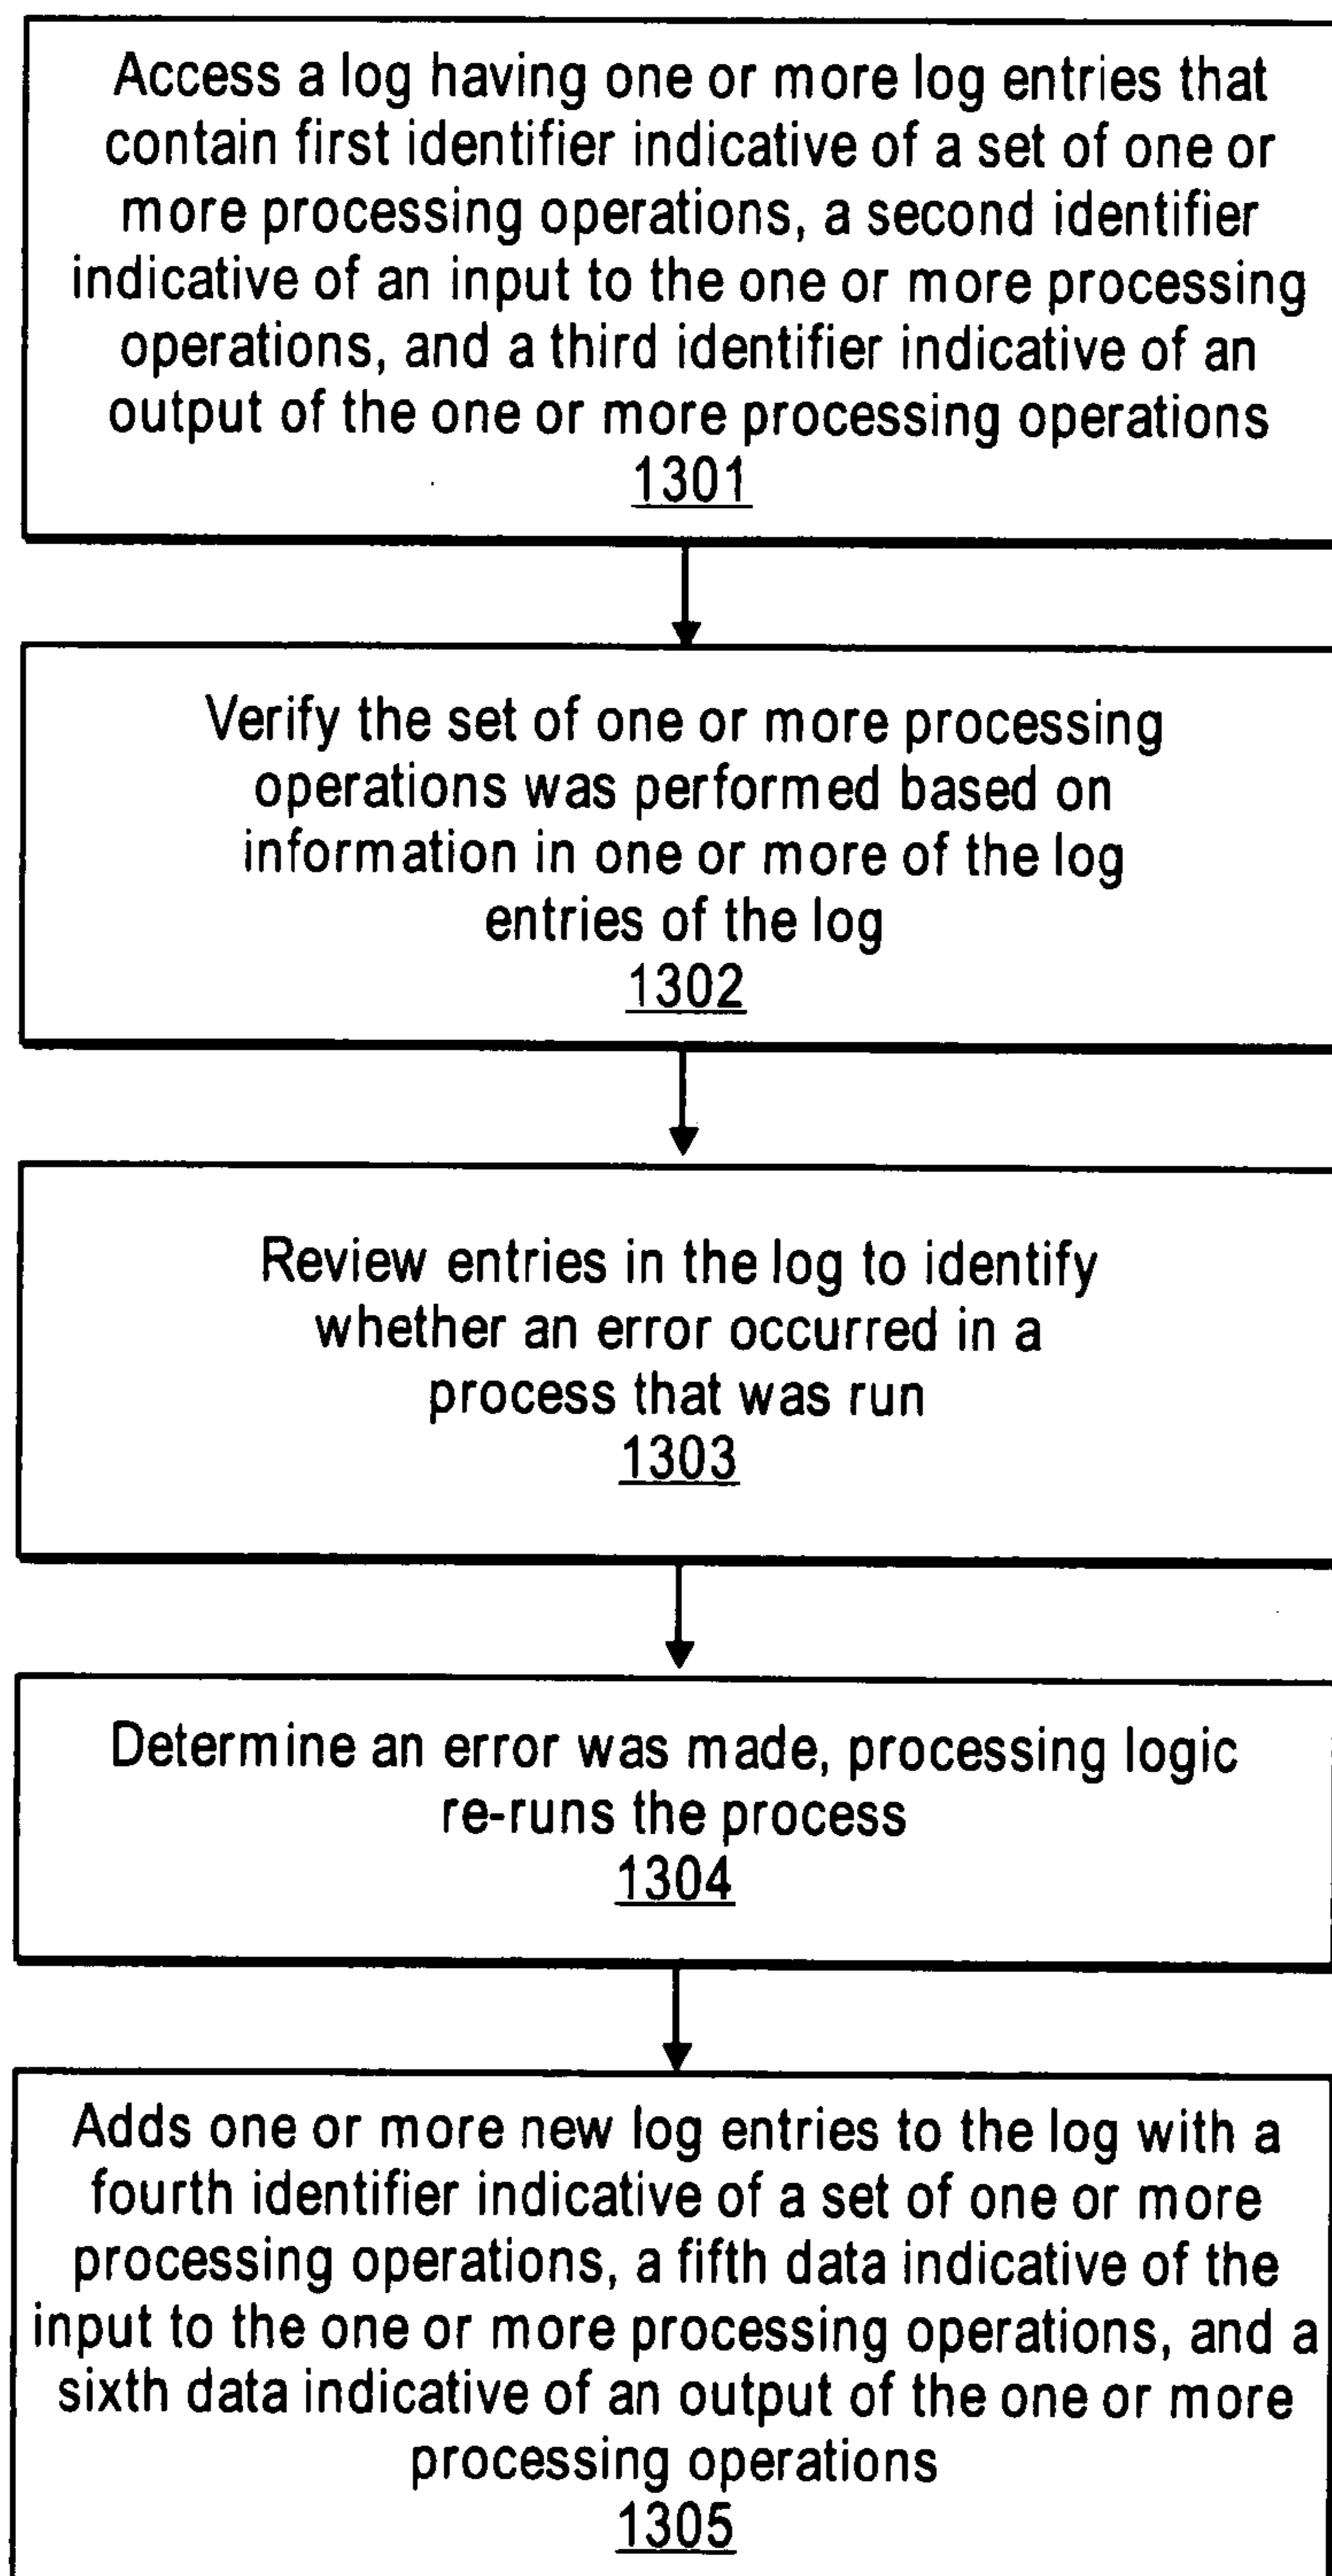 Access a log having one or more log entries that
contain first identifier indicative of a set of one or
more processing operations, a second identifier
indicative of an input to the one or more processing
operations, and a third identifier indicative of an
output of the one or more processing operations
1301
Verify the set of one or more processing
operations was performed based on
information in one or more of the log
entries of the log
1302
Review entries in the log to identify
whether an error occurred in a
process that was run
1303
Determine an error was made, processing logic
re-runs the process
1304
Adds one or more new log entries to the log with a
fourth identifier indicative of a set of one or more
processing operations, a fifth data indicative of the
input to the one or more processing operations, and a
sixth data indicative of an output of the one or more
processing operations
1305